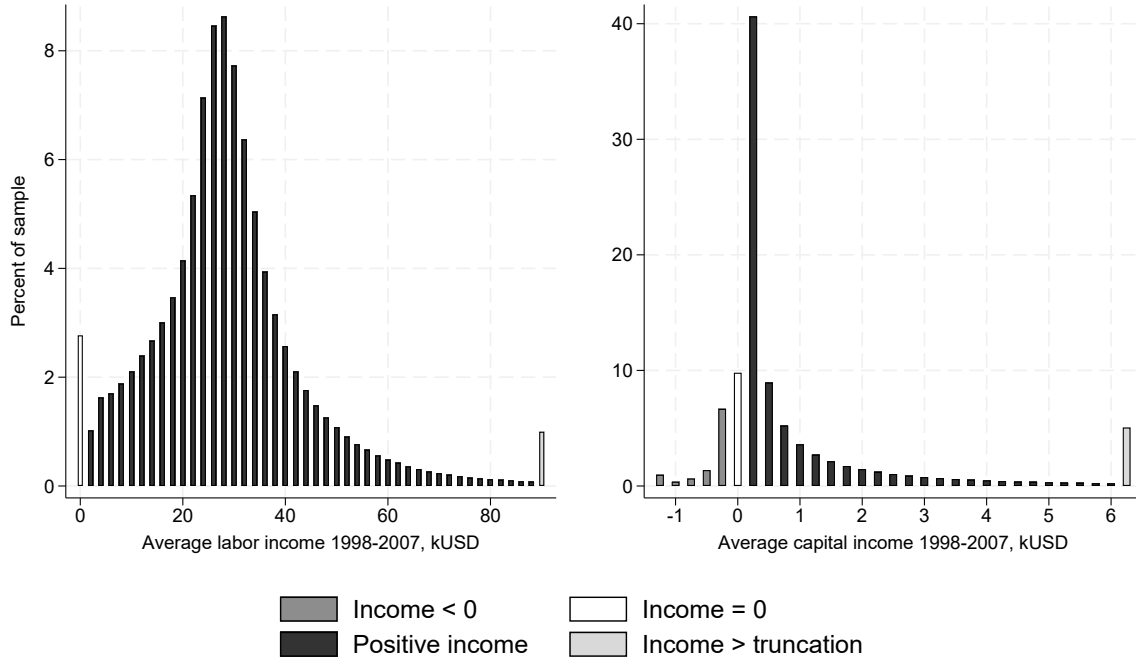 Percent of sample
8
6
4
2
0
0 20 40 60 80
Average labor income 1998-2007, kUSD
40
30
20
10
0
-1 0 1 2 3 4 5 6
Average capital income 1998-2007, kUSD
Income < 0 Income = 0
Positive income Income > truncation